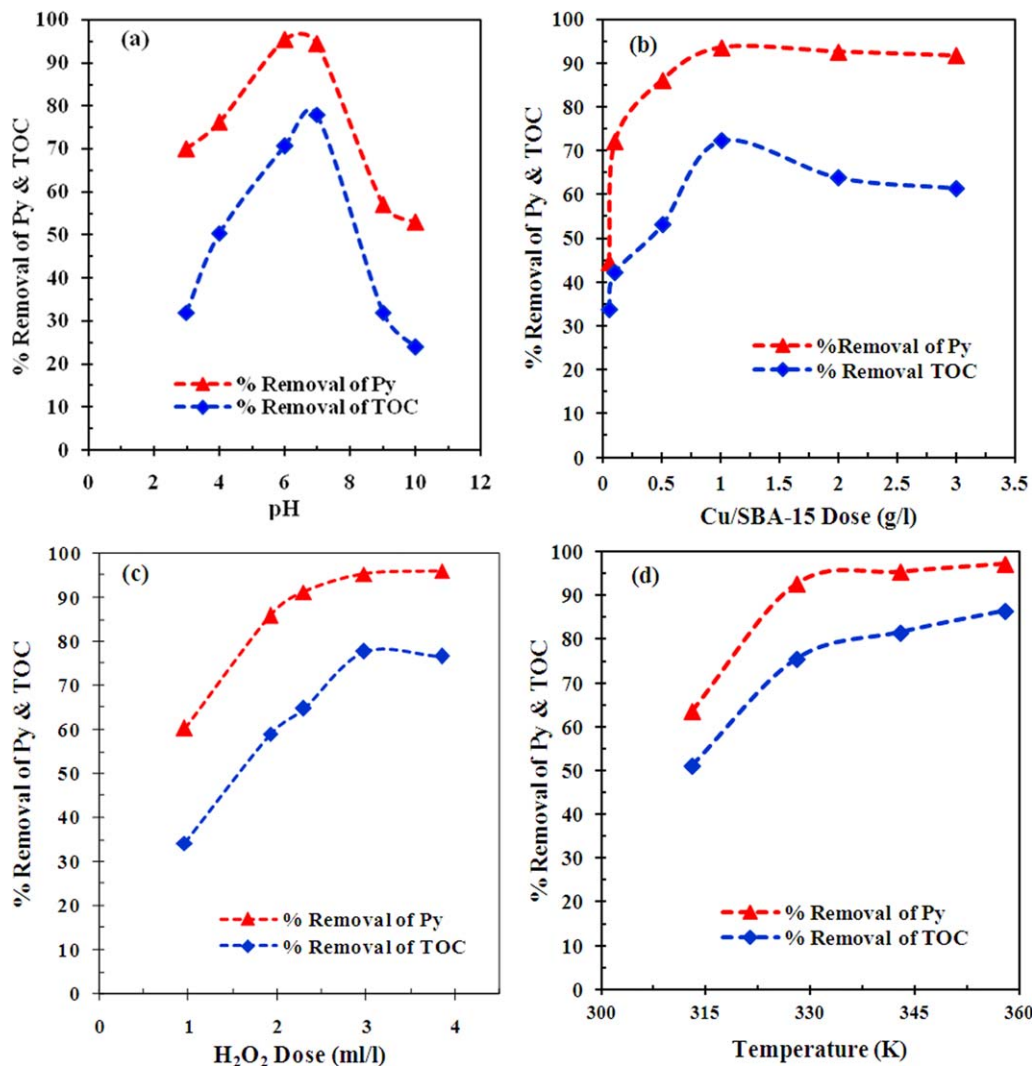 (a)
% Removal of Py & TOC
100
90
80
70
60
50
40
30
20
10
0
% Removal of Py
% Removal of TOC
0 2 4 6 8 10 12
pH
(b)
% Removal of Py & TOC
100
90
80
70
60
50
40
30
20
10
0
%Removal of Py
% Removal TOC
0 0.5 1 1.5 2 2.5 3 3.5
Cu/SBA-15 Dose (g/l)
(c)
% Removal of Py & TOC
100
90
80
70
60
50
40
30
20
10
0
% Removal of Py
% Removal of TOC
0 1 2 3 4
H₂O₂ Dose (ml/l)
(d)
% Removal of Py & TOC
100
90
80
70
60
50
40
30
20
10
0
% Removal of Py
% Removal of TOC
300 315 330 345 360
Temperature (K)